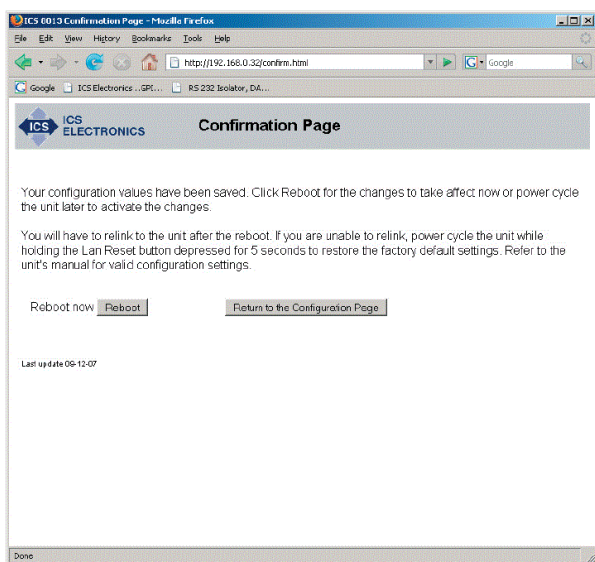 ICS 8013 Confirmation Page - Mozilla Firefox
File Edit View History Bookmarks Tools Help
http://192.168.0.32/confirm.html
G Google
Google ICS Electronics ..GPI... RS 232 Isolator, DA...
ICS ICS ELECTRONICS Confirmation Page
Your configuration values have been saved. Click Reboot for the changes to take affect now or power cycle
the unit later to activate the changes.
You will have to relink to the unit after the reboot. If you are unable to relink, power cycle the unit while
holding the Lan Reset button depressed for 5 seconds to restore the factory default settings. Refer to the
unit's manual for valid configuration settings.
Reboot now Reboot Return to the Configuration Page
Last update 09-12-07
Done